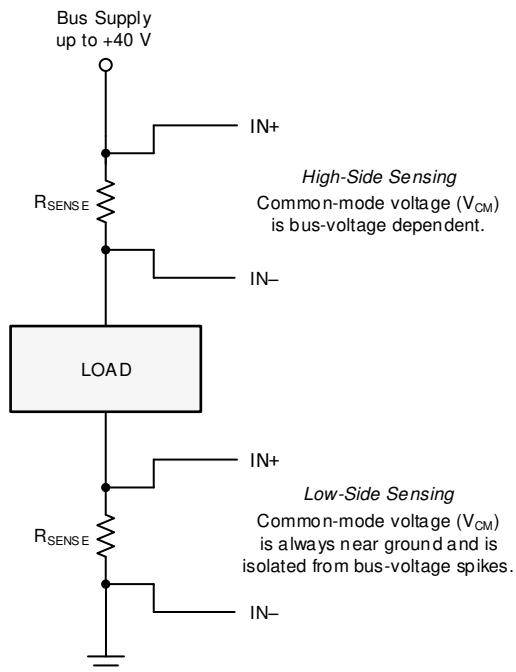 Bus Supply
up to +40 V
IN+
High-Side Sensing
Common-mode voltage (VCM)
is bus-voltage dependent.
RSENSE
IN–
LOAD
IN+
Low-Side Sensing
Common-mode voltage (VCM)
is always near ground and is
isolated from bus-voltage spikes.
RSENSE
IN–